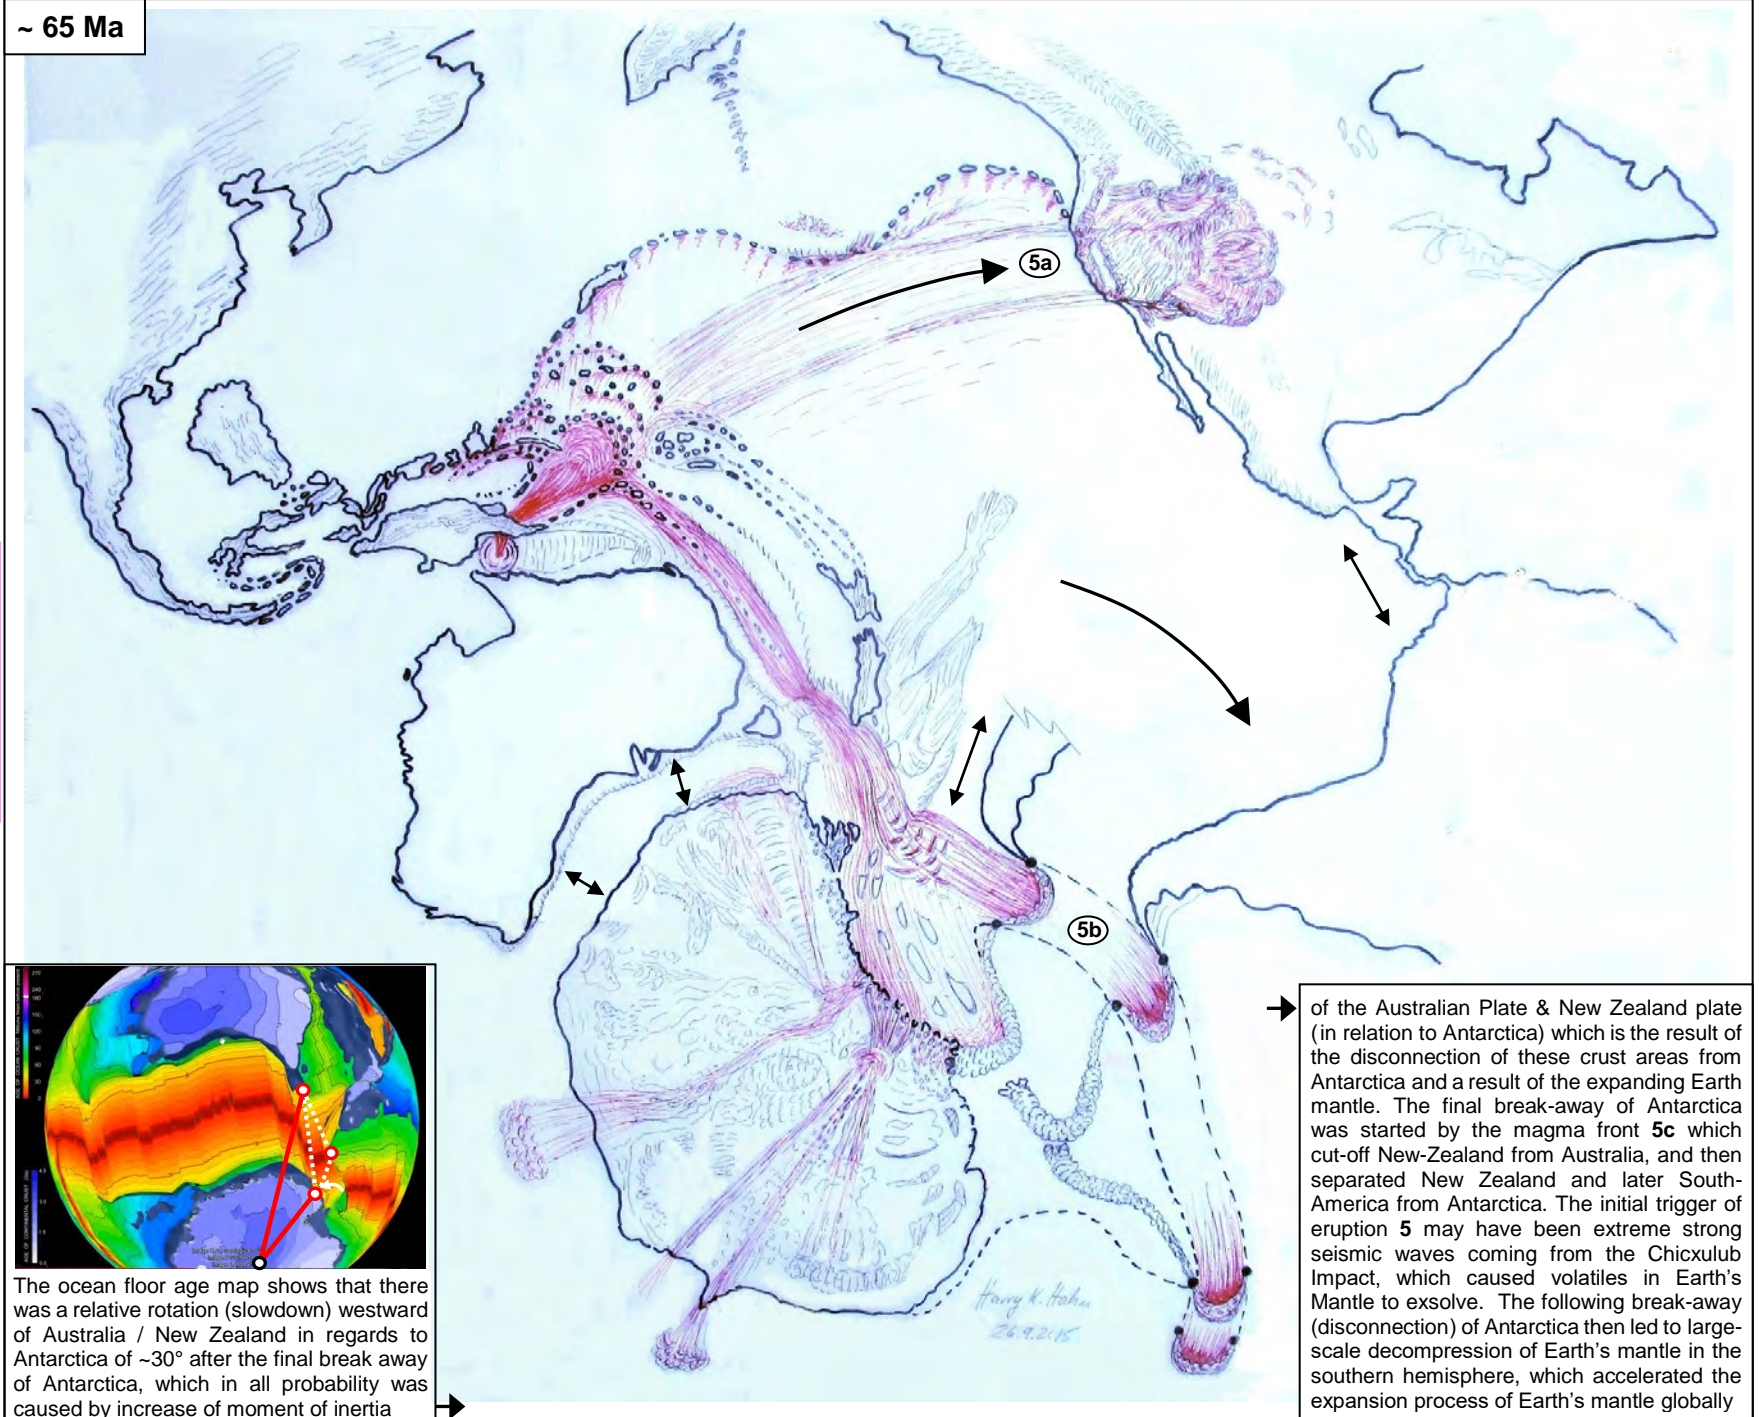 ~ 65 Ma
5a
5b
Harry K. Hahn
26.9.2015
The ocean floor age map shows that there
was a relative rotation (slowdown) westward
of Australia / New Zealand in regards to
Antarctica of ~30° after the final break away
of Antarctica, which in all probability was
caused by increase of moment of inertia
of the Australian Plate & New Zealand plate
(in relation to Antarctica) which is the result of
the disconnection of these crust areas from
Antarctica and a result of the expanding Earth
mantle. The final break-away of Antarctica
was started by the magma front 5c which
cut-off New-Zealand from Australia, and then
separated New Zealand and later South-
America from Antarctica. The initial trigger of
eruption 5 may have been extreme strong
seismic waves coming from the Chicxulub
Impact, which caused volatiles in Earth's
Mantle to exsolve. The following break-away
(disconnection) of Antarctica then led to large-
scale decompression of Earth's mantle in the
southern hemisphere, which accelerated the
expansion process of Earth's mantle globally